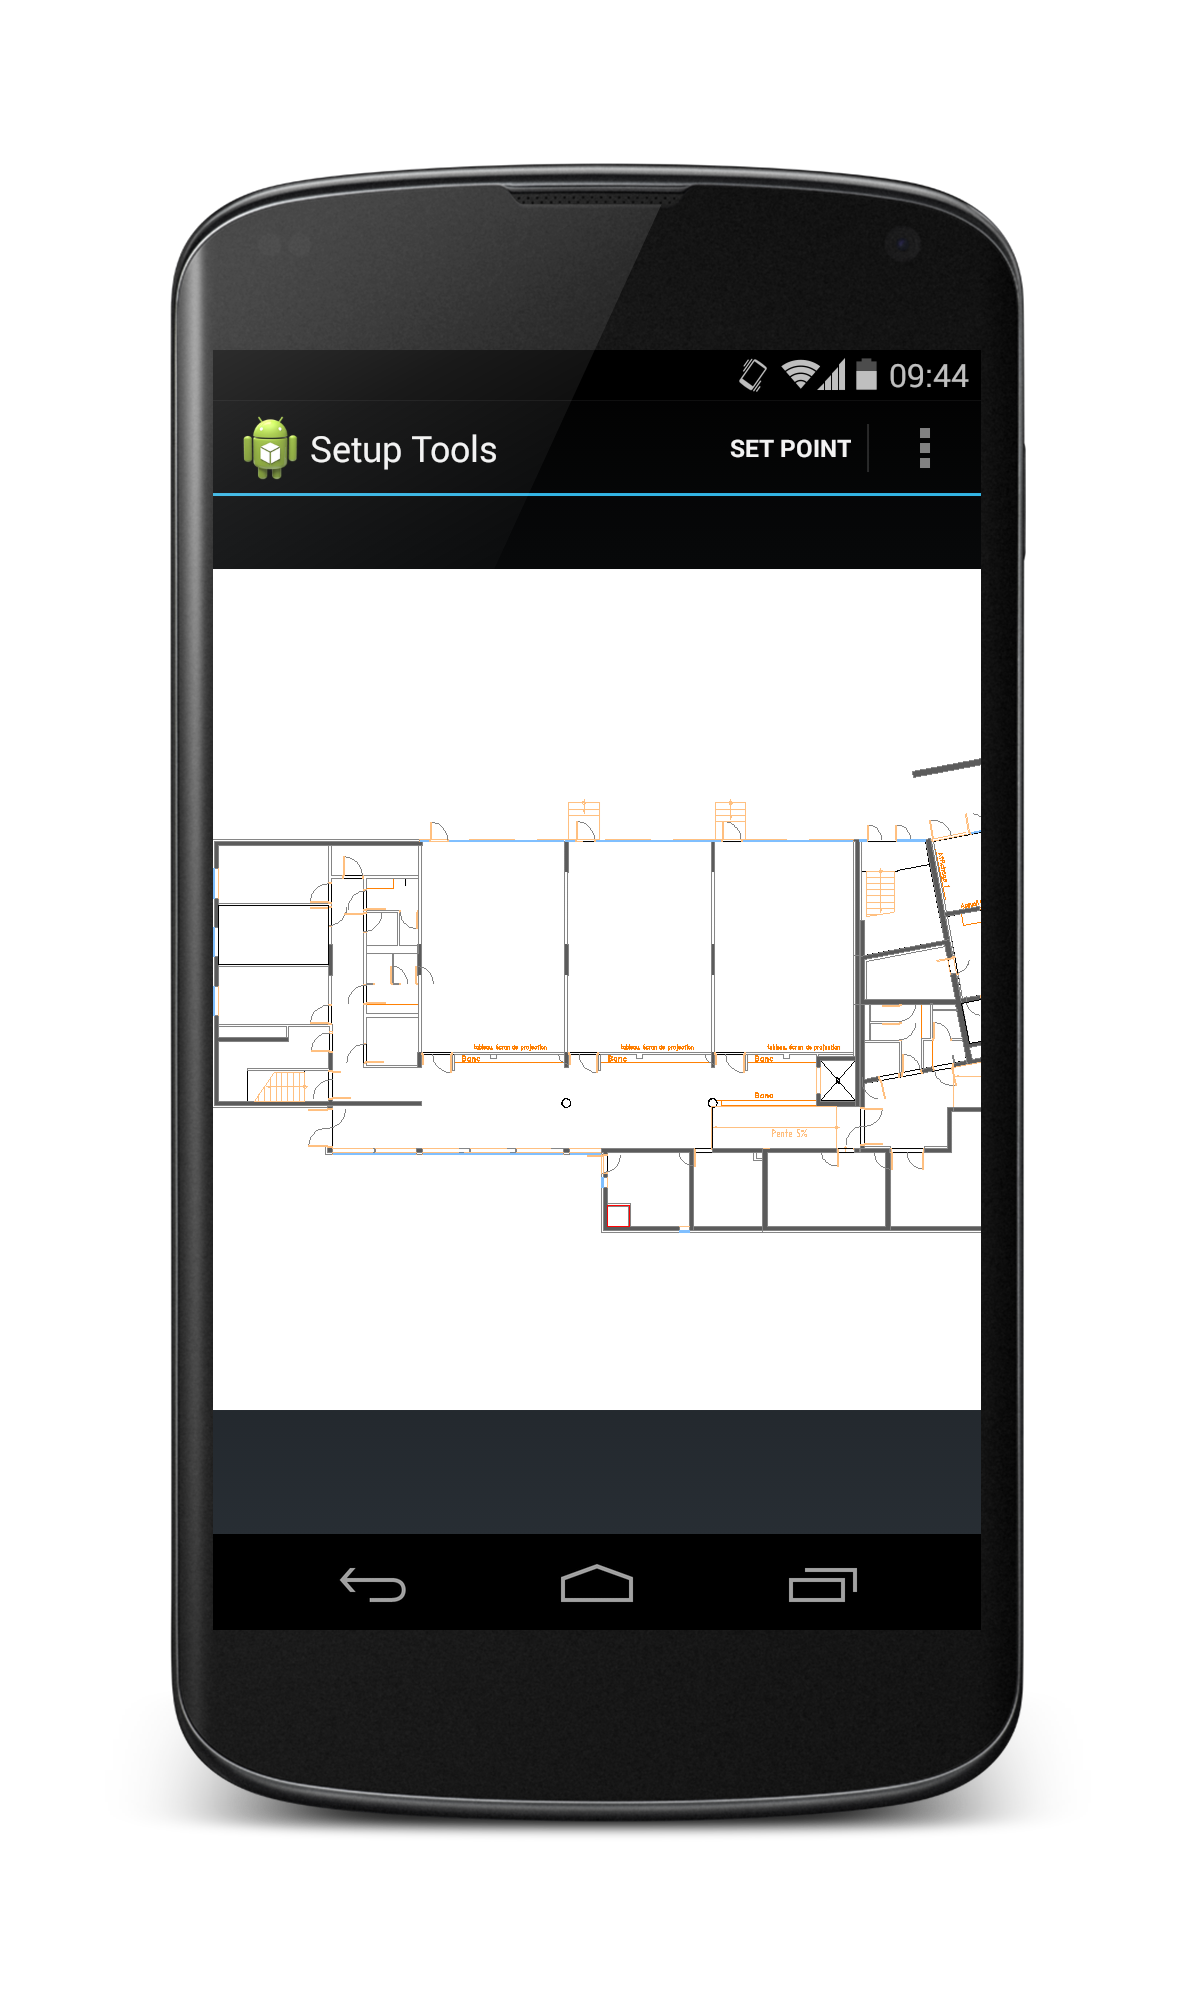 09:44
Setup Tools
SET POINT
tableau, écran de projection
tableau, écran de projection
tableau, écran de projection
Banc
Banc
Banc
Banc
Pente 5%